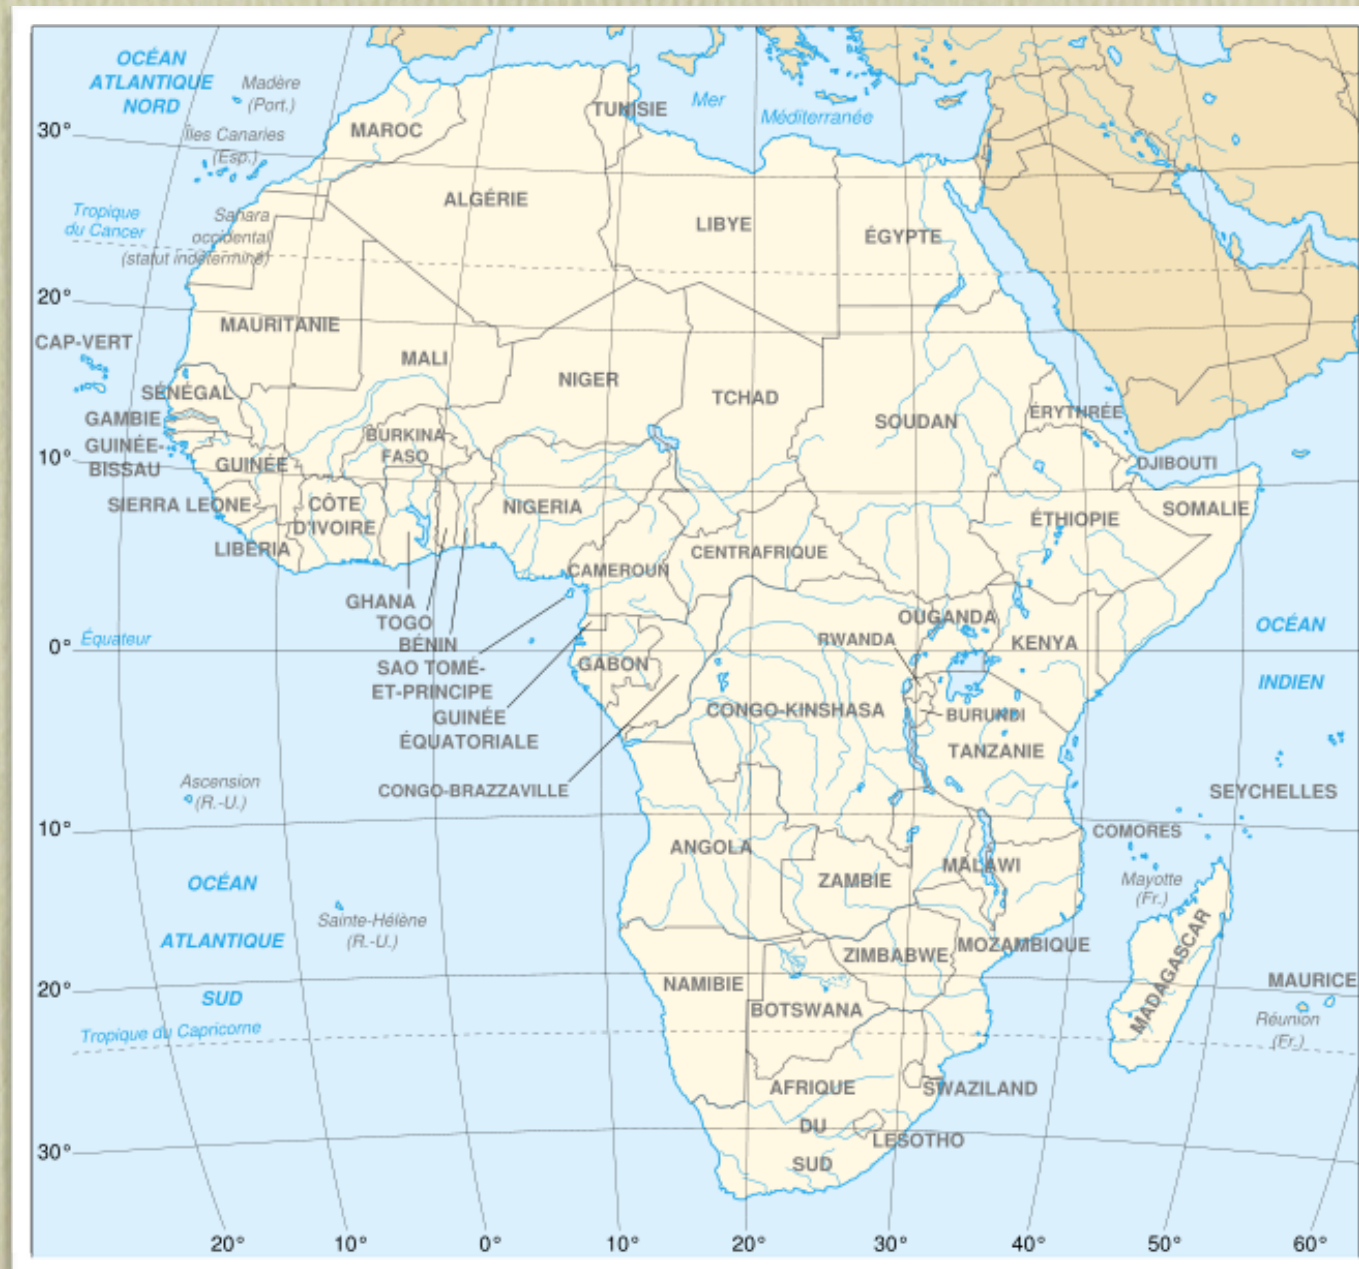 OCÉAN
ATLANTIQUE
NORD
Madère
(Port.)
Îles Canaries
(Esp.)
TUNISIE
Mer
Méditerranée
30°
MAROC
ALGÉRIE
LIBYE
ÉGYPTE
Tropique
du Cancer
Sahara
occidental
(statut indéterminé)
20°
MAURITANIE
CAP-VERT
MALI
NIGER
TCHAD
SOUDAN
ÉRYTHRÉE
SÉNÉGAL
GAMBIE
GUINÉE-
BISSAU
10°
GUINÉE
BURKINA
FASO
DJIBOUTI
SIERRA LEONE
CÔTE
D'IVOIRE
NIGERIA
ÉTHIOPIE
SOMALIE
LIBERIA
CENTRAFRIQUE
CAMEROUN
GHANA
TOGO
BÉNIN
SAO TOMÉ-
ET-PRINCIPE
GUINÉE
ÉQUATORIALE
CONGO-BRAZZAVILLE
Équateur
0°
GABON
CONGO-KINSHASA
OUGANDA
RWANDA
KENYA
BURUNDI
TANZANIE
OCÉAN
INDIEN
Ascension
(R.-U.)
SEYCHELLES
10°
ANGOLA
ZAMBIE
MALAWI
COMORES
Mayotte
(Fr.)
OCÉAN
ATLANTIQUE
SUD
Sainte-Hélène
(R.-U.)
NAMIBIE
ZIMBABWE
MOZAMBIQUE
MADAGASCAR
MAURICE
Réunion
(Fr.)
20°
BOTSWANA
Tropique du Capricorne
AFRIQUE
DU
SUD
SWAZILAND
LESOTHO
30°
20°
10°
0°
10°
20°
30°
40°
50°
60°